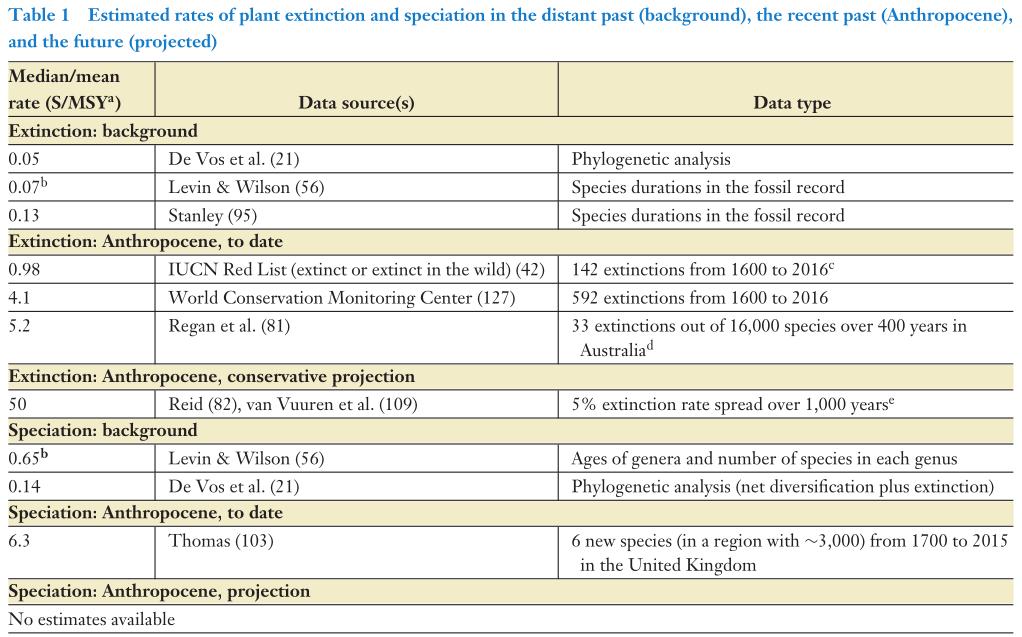 Table 1 Estimated rates of plant extinction and speciation in the distant past (background), the recent past (Anthropocene),
and the future (projected)
Median/mean
rate (S/MSYᵃ) Data source(s) Data type
Extinction: background
0.05 De Vos et al. (21) Phylogenetic analysis
0.07ᵇ Levin & Wilson (56) Species durations in the fossil record
0.13 Stanley (95) Species durations in the fossil record
Extinction: Anthropocene, to date
0.98 IUCN Red List (extinct or extinct in the wild) (42) 142 extinctions from 1600 to 2016ᶜ
4.1 World Conservation Monitoring Center (127) 592 extinctions from 1600 to 2016
5.2 Regan et al. (81) 33 extinctions out of 16,000 species over 400 years in
Australiaᵈ
Extinction: Anthropocene, conservative projection
50 Reid (82), van Vuuren et al. (109) 5% extinction rate spread over 1,000 yearsᵉ
Speciation: background
0.65ᵇ Levin & Wilson (56) Ages of genera and number of species in each genus
0.14 De Vos et al. (21) Phylogenetic analysis (net diversification plus extinction)
Speciation: Anthropocene, to date
6.3 Thomas (103) 6 new species (in a region with ∼3,000) from 1700 to 2015
in the United Kingdom
Speciation: Anthropocene, projection
No estimates available